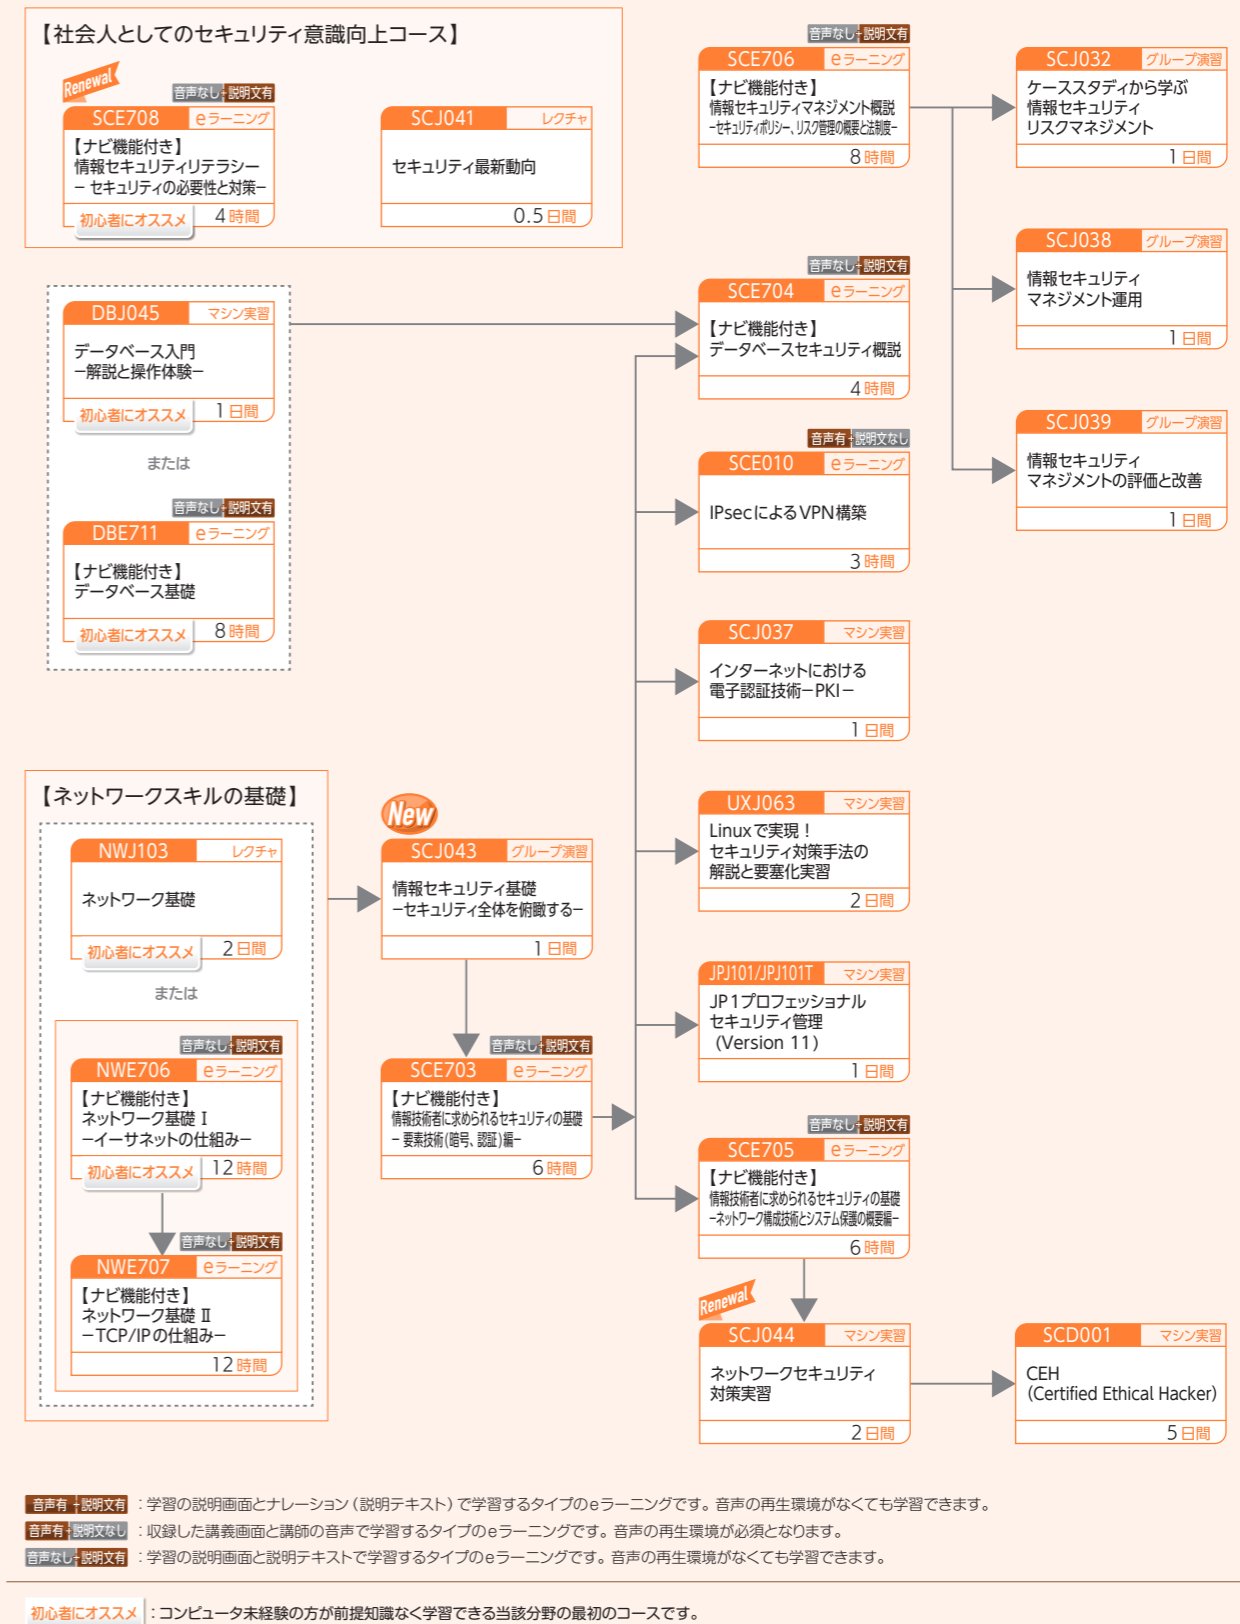 【社会人としてのセキュリティ意識向上コース】
Renewal
音声なし+説明文有
SCE708 eラーニング
【ナビ機能付き】
情報セキュリティリテラシー
− セキュリティの必要性と対策−
初心者にオススメ 4時間
SCJ041 レクチャ
セキュリティ最新動向
0.5日間
音声なし+説明文有
SCE706 eラーニング
【ナビ機能付き】
情報セキュリティマネジメント概説
−セキュリティポリシー、リスク管理の概要と法制度−
8時間
SCJ032 グループ演習
ケーススタディから学ぶ
情報セキュリティ
リスクマネジメント
1日間
SCJ038 グループ演習
情報セキュリティ
マネジメント運用
1日間
SCJ039 グループ演習
情報セキュリティ
マネジメントの評価と改善
1日間
DBJ045 マシン実習
データベース入門
−解説と操作体験−
初心者にオススメ 1日間
または
音声なし+説明文有
DBE711 eラーニング
【ナビ機能付き】
データベース基礎
初心者にオススメ 8時間
音声なし+説明文有
SCE704 eラーニング
【ナビ機能付き】
データベースセキュリティ概説
4時間
音声有+説明文なし
SCE010 eラーニング
IPsecによるVPN構築
3時間
SCJ037 マシン実習
インターネットにおける
電子認証技術−PKI−
1日間
UXJ063 マシン実習
Linuxで実現!
セキュリティ対策手法の
解説と要塞化実習
2日間
JPJ101/JPJ101T マシン実習
JP1プロフェッショナル
セキュリティ管理
(Version 11)
1日間
【ネットワークスキルの基礎】
NWJ103 レクチャ
ネットワーク基礎
初心者にオススメ 2日間
または
音声なし+説明文有
NWE706 eラーニング
【ナビ機能付き】
ネットワーク基礎 Ⅰ
−イーサネットの仕組み−
初心者にオススメ 12時間
音声なし+説明文有
NWE707 eラーニング
【ナビ機能付き】
ネットワーク基礎 Ⅱ
−TCP/IPの仕組み−
12時間
New
SCJ043 グループ演習
情報セキュリティ基礎
−セキュリティ全体を俯瞰する−
1日間
音声なし+説明文有
SCE703 eラーニング
【ナビ機能付き】
情報技術者に求められるセキュリティの基礎
− 要素技術(暗号、認証)編−
6時間
音声なし+説明文有
SCE705 eラーニング
【ナビ機能付き】
情報技術者に求められるセキュリティの基礎
−ネットワーク構成技術とシステム保護の概要編−
6時間
Renewal
SCJ044 マシン実習
ネットワークセキュリティ
対策実習
2日間
SCD001 マシン実習
CEH
(Certified Ethical Hacker)
5日間
音声有+説明文有 :学習の説明画面とナレーション(説明テキスト)で学習するタイプのeラーニングです。音声の再生環境がなくても学習できます。
音声有+説明文なし :収録した講義画面と講師の音声で学習するタイプのeラーニングです。音声の再生環境が必須となります。
音声なし+説明文有 :学習の説明画面と説明テキストで学習するタイプのeラーニングです。音声の再生環境がなくても学習できます。
初心者にオススメ :コンピュータ未経験の方が前提知識なく学習できる当該分野の最初のコースです。